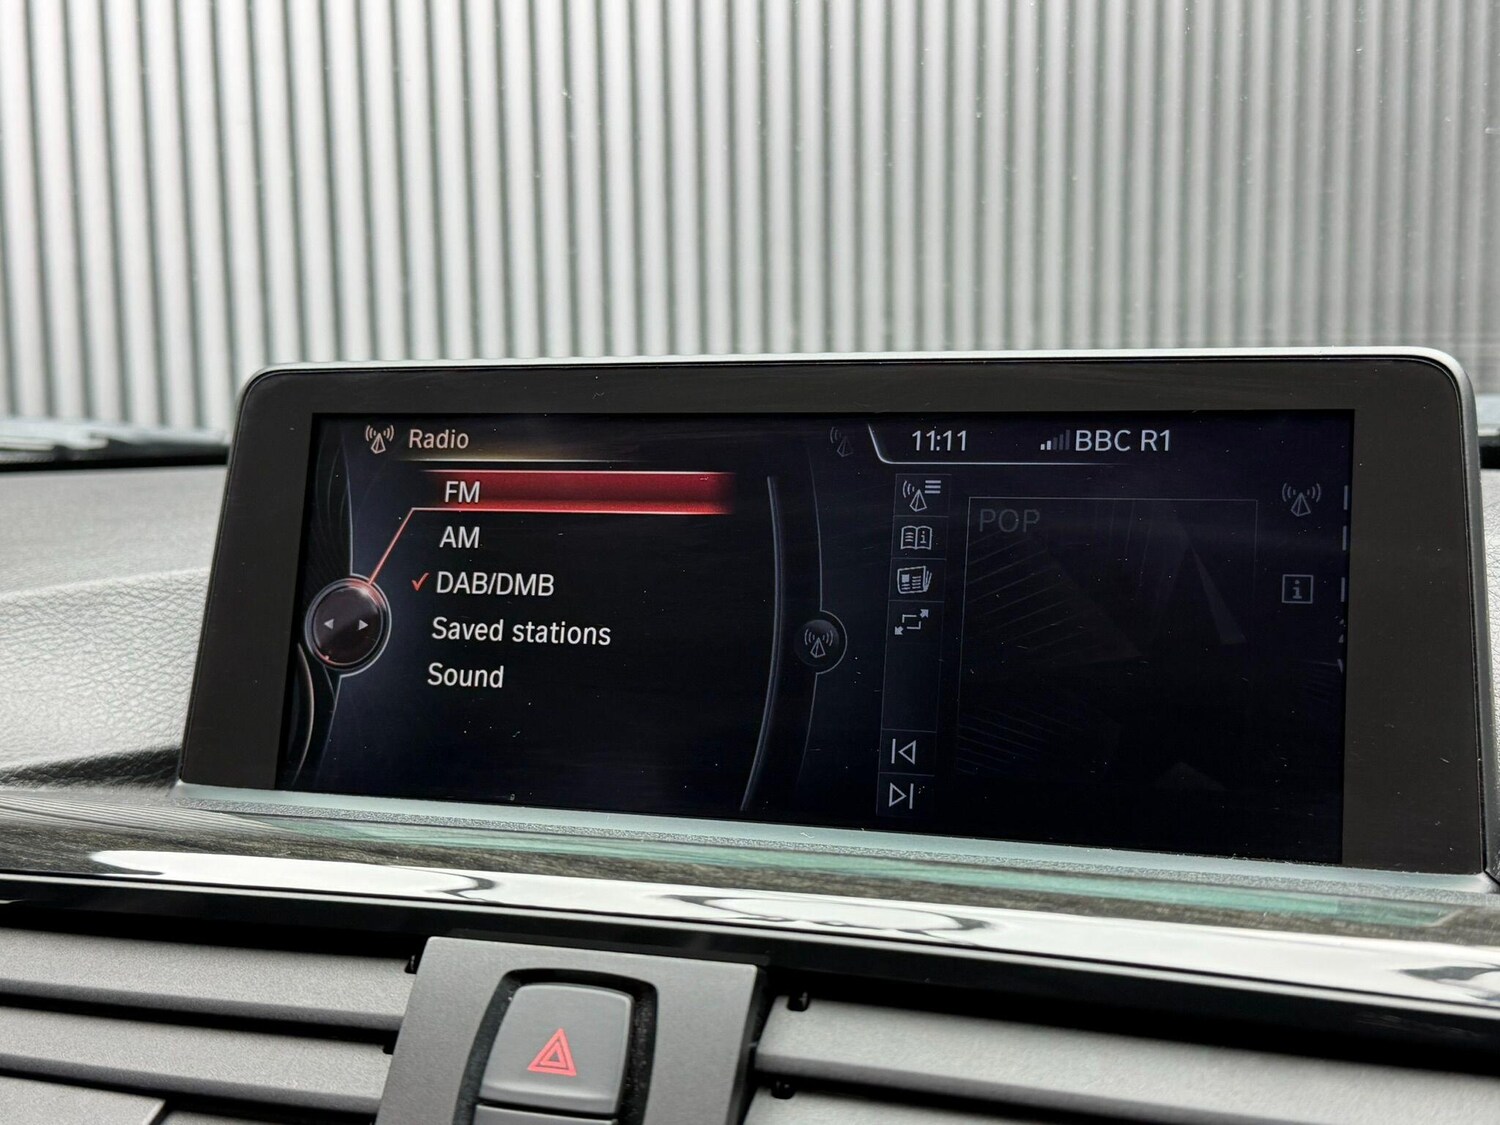 Radio
11:11 BBC R1
FM
AM
DAB/DMB
Saved stations
Sound
POP